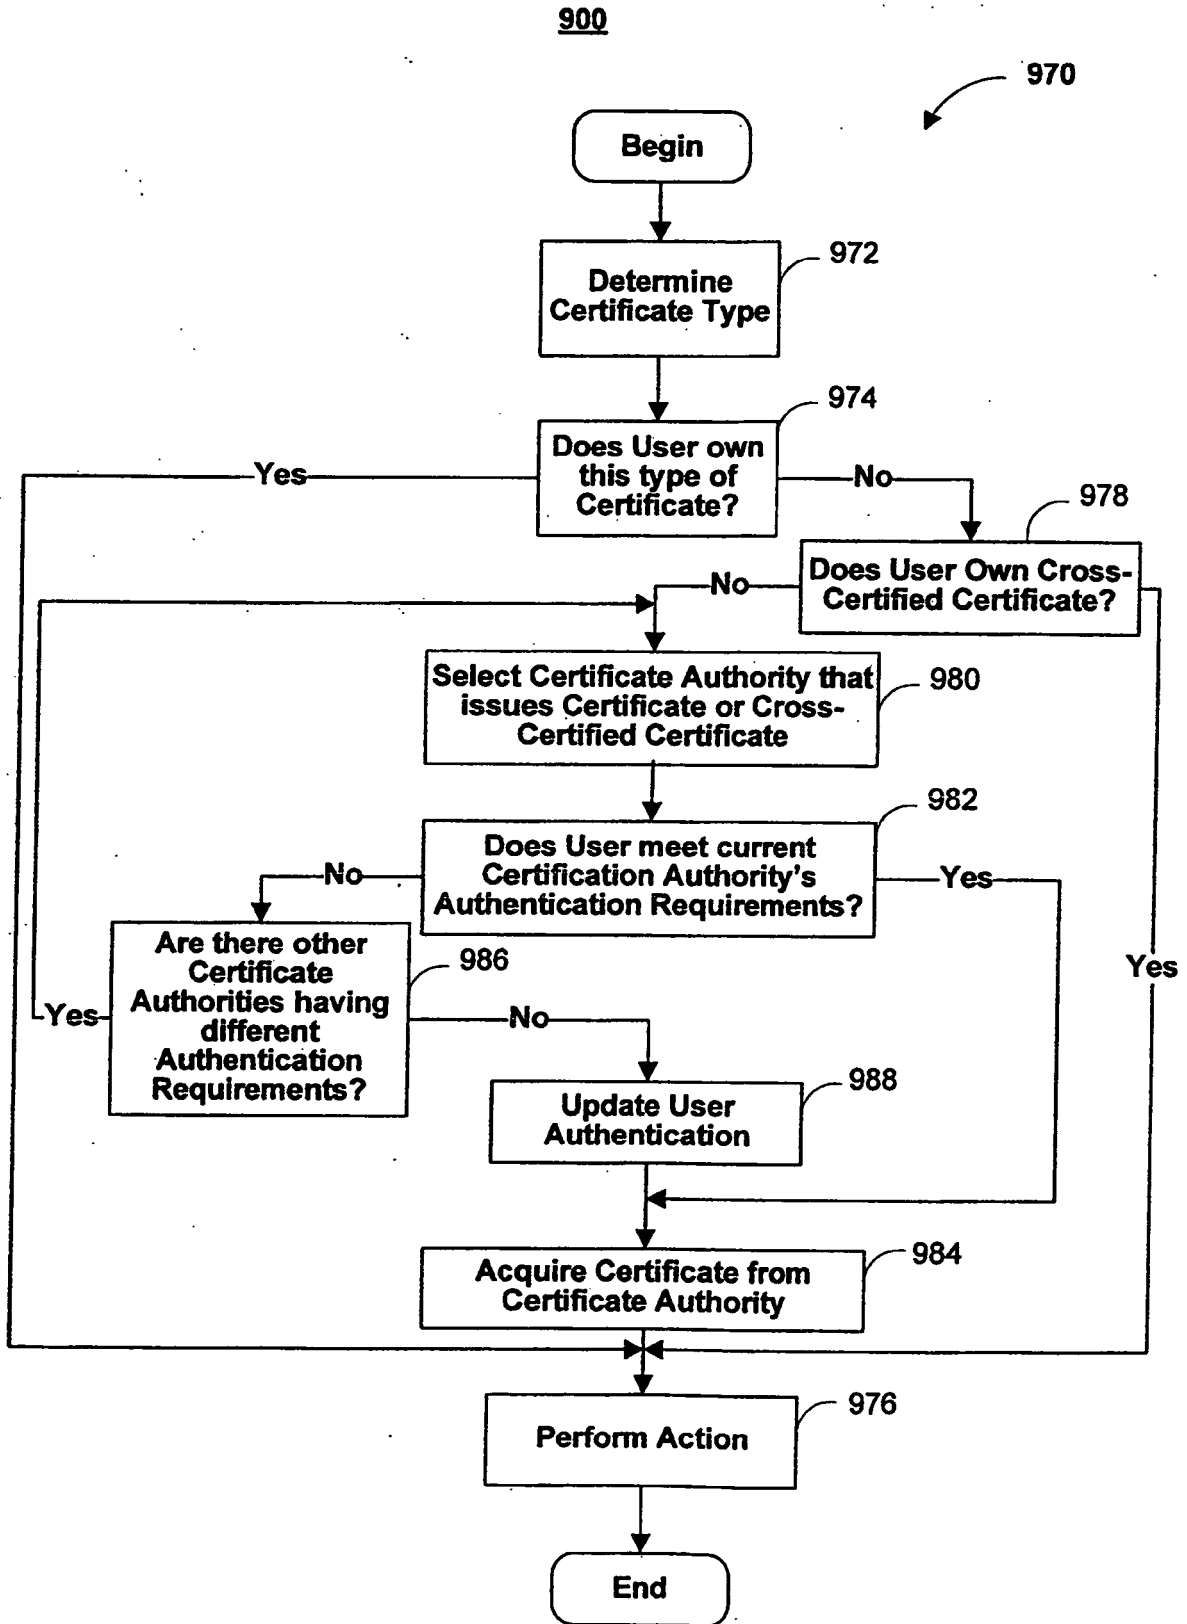 900
970
Begin
972
Determine
Certificate Type
974
Does User own
this type of
Certificate?
Yes
No
978
Does User Own Cross-
Certified Certificate?
No
980
Select Certificate Authority that
issues Certificate or Cross-
Certified Certificate
982
Does User meet current
Certification Authority's
Authentication Requirements?
No
Yes
Are there other
Certificate
Authorities having
different
Authentication
Requirements?
986
Yes
Yes
No
988
Update User
Authentication
984
Acquire Certificate from
Certificate Authority
976
Perform Action
End